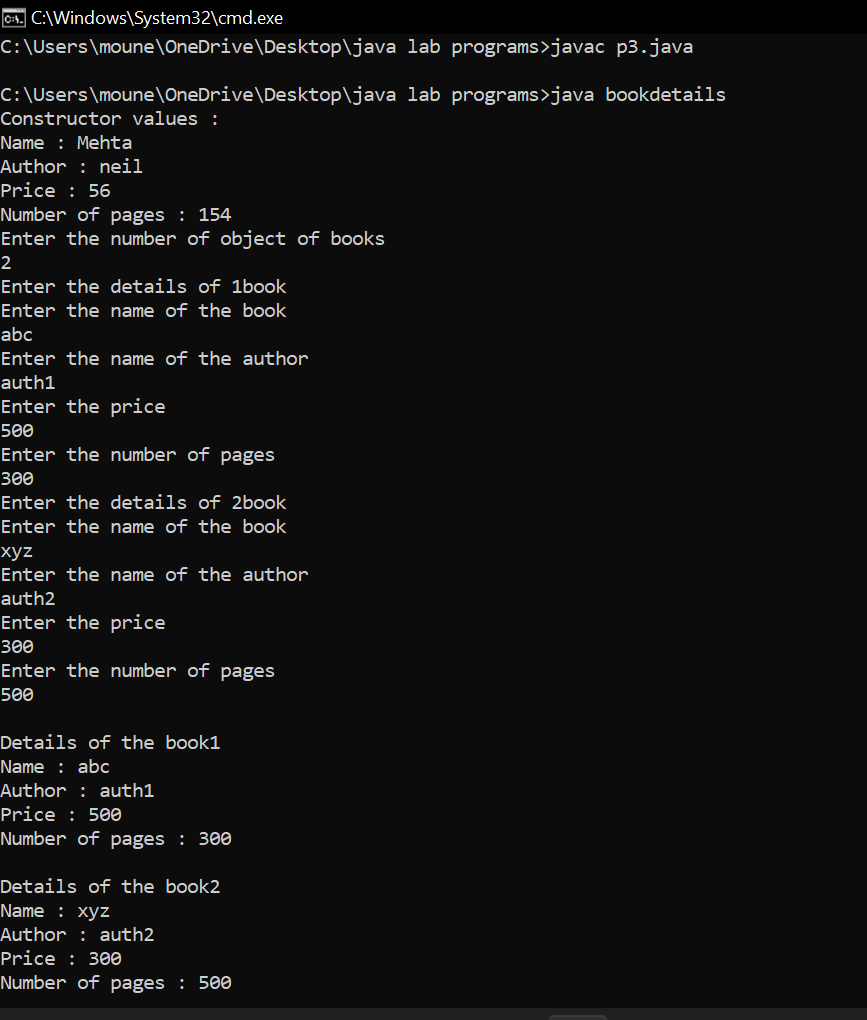 C:\Windows\System32\cmd.exe
C:\Users\moune\OneDrive\Desktop\java lab programs>javac p3.java
C:\Users\moune\OneDrive\Desktop\java lab programs>java bookdetails
Constructor values :
Name : Mehta
Author : neil
Price : 56
Number of pages : 154
Enter the number of object of books
2
Enter the details of 1book
Enter the name of the book
abc
Enter the name of the author
auth1
Enter the price
500
Enter the number of pages
300
Enter the details of 2book
Enter the name of the book
xyz
Enter the name of the author
auth2
Enter the price
300
Enter the number of pages
500
Details of the book1
Name : abc
Author : auth1
Price : 500
Number of pages : 300
Details of the book2
Name : xyz
Author : auth2
Price : 300
Number of pages : 500